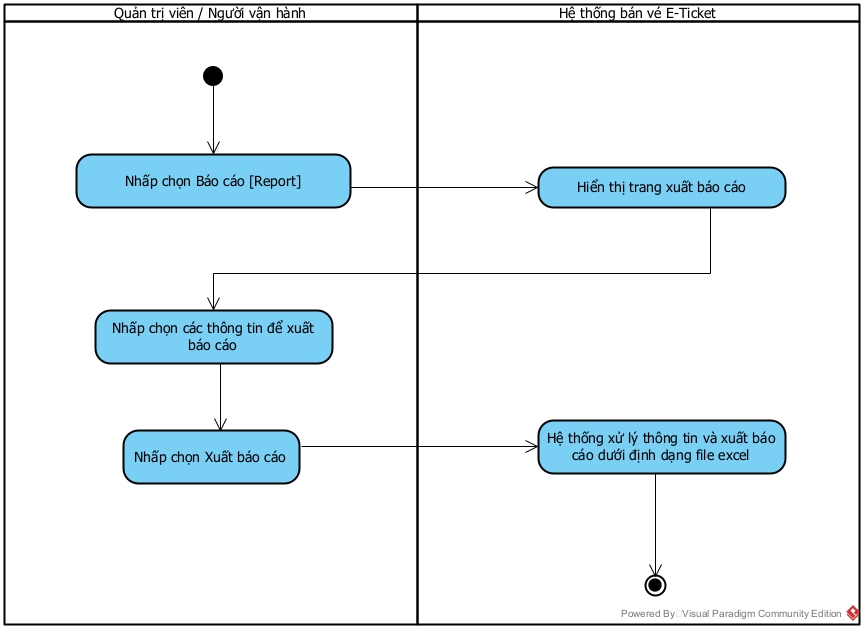 Quản trị viên / Người vận hành
Hệ thống bán vé E-Ticket
Nhấp chọn Báo cáo [Report]
Hiển thị trang xuất báo cáo
Nhấp chọn các thông tin để xuất
báo cáo
Nhấp chọn Xuất báo cáo
Hệ thống xử lý thông tin và xuất báo
cáo dưới định dạng file excel
Powered By Visual Paradigm Community Edition